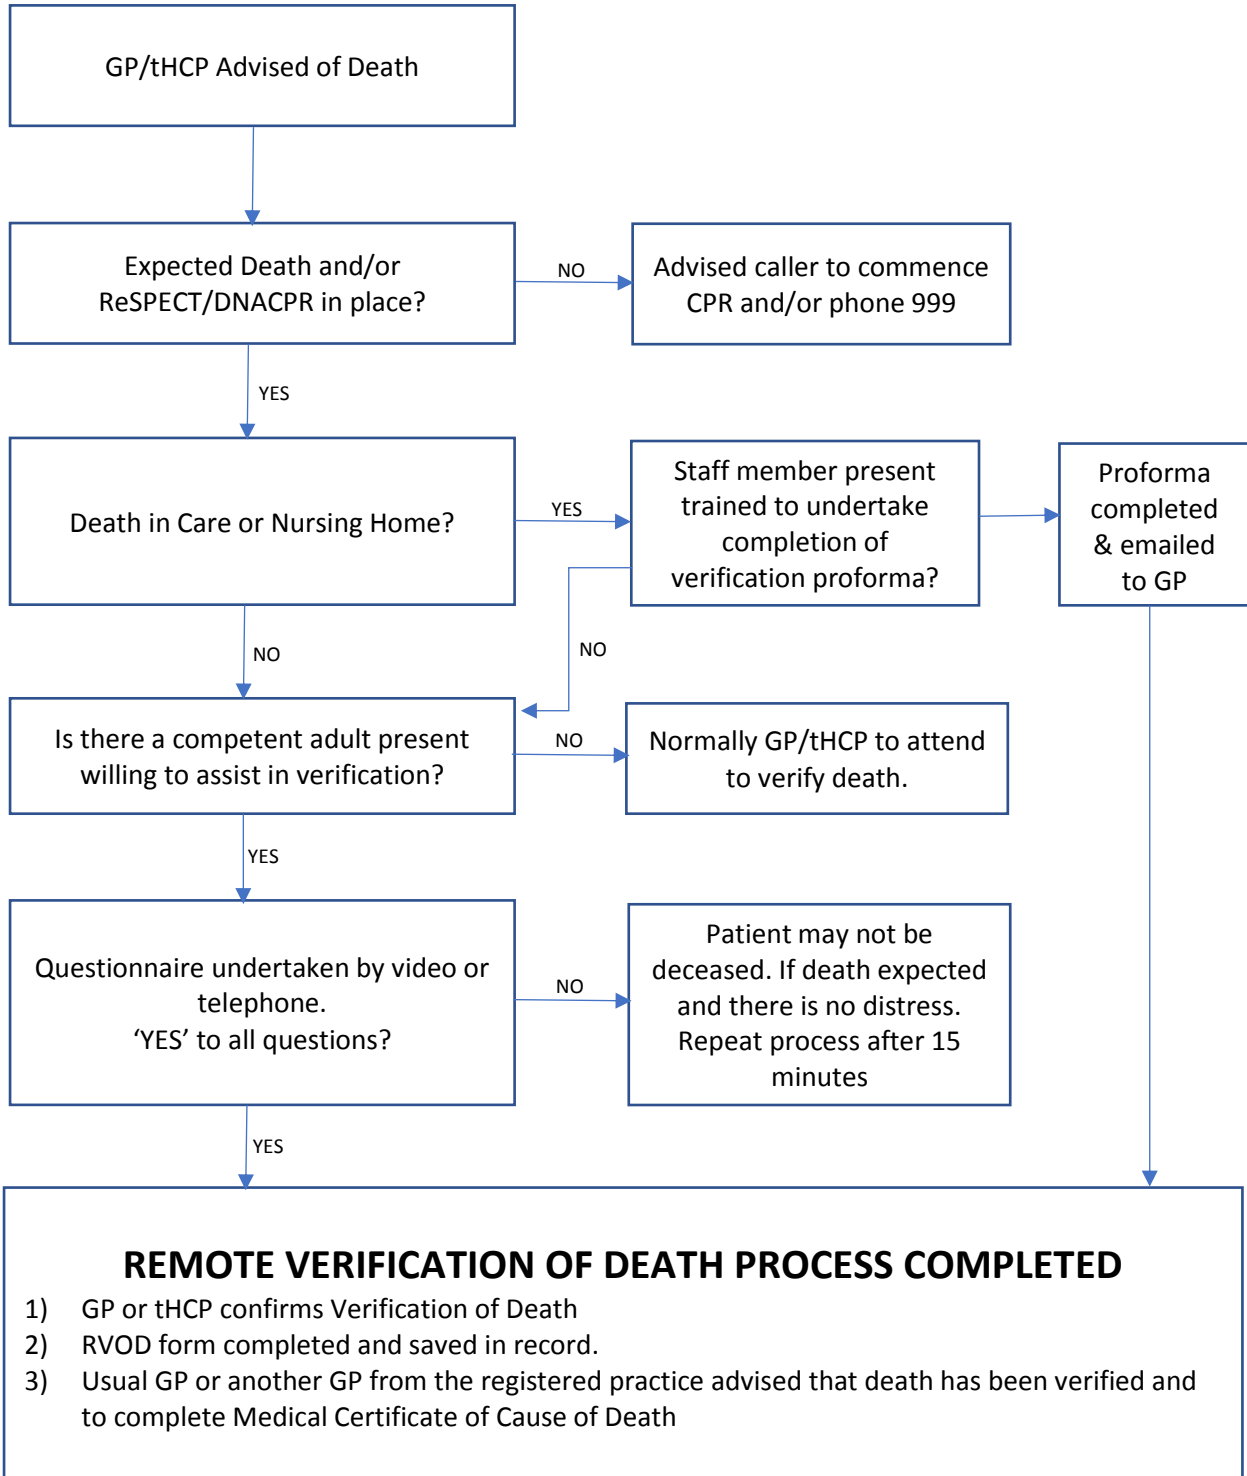 GP/tHCP Advised of Death
Expected Death and/or
ReSPECT/DNACPR in place?
NO
Advised caller to commence
CPR and/or phone 999
YES
Death in Care or Nursing Home?
YES
Staff member present
trained to undertake
completion of
verification proforma?
Proforma
completed
& emailed
to GP
NO
NO
Is there a competent adult present
willing to assist in verification?
NO
Normally GP/tHCP to attend
to verify death.
YES
Questionnaire undertaken by video or
telephone.
‘YES’ to all questions?
NO
Patient may not be
deceased. If death expected
and there is no distress.
Repeat process after 15
minutes
YES
REMOTE VERIFICATION OF DEATH PROCESS COMPLETED
1) GP or tHCP confirms Verification of Death
2) RVOD form completed and saved in record.
3) Usual GP or another GP from the registered practice advised that death has been verified and
to complete Medical Certificate of Cause of Death